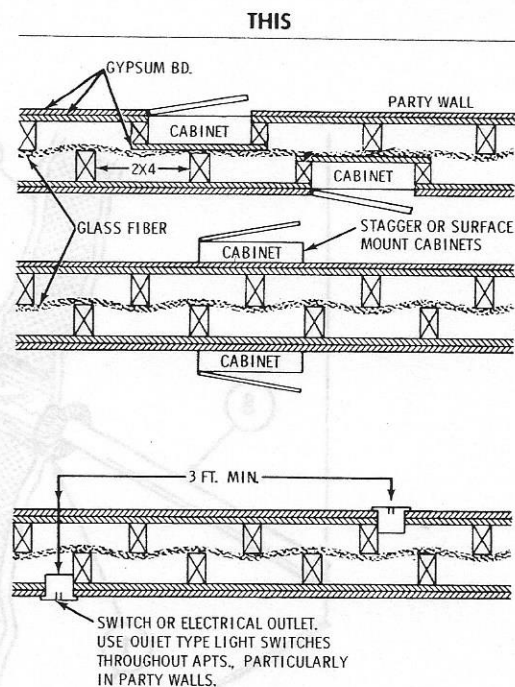 THIS
GYPSUM BD.
PARTY WALL
CABINET
2X4
CABINET
GLASS FIBER
STAGGER OR SURFACE
MOUNT CABINETS
CABINET
CABINET
3 FT. MIN.
SWITCH OR ELECTRICAL OUTLET.
USE QUIET TYPE LIGHT SWITCHES
THROUGHOUT APTS., PARTICULARLY
IN PARTY WALLS.